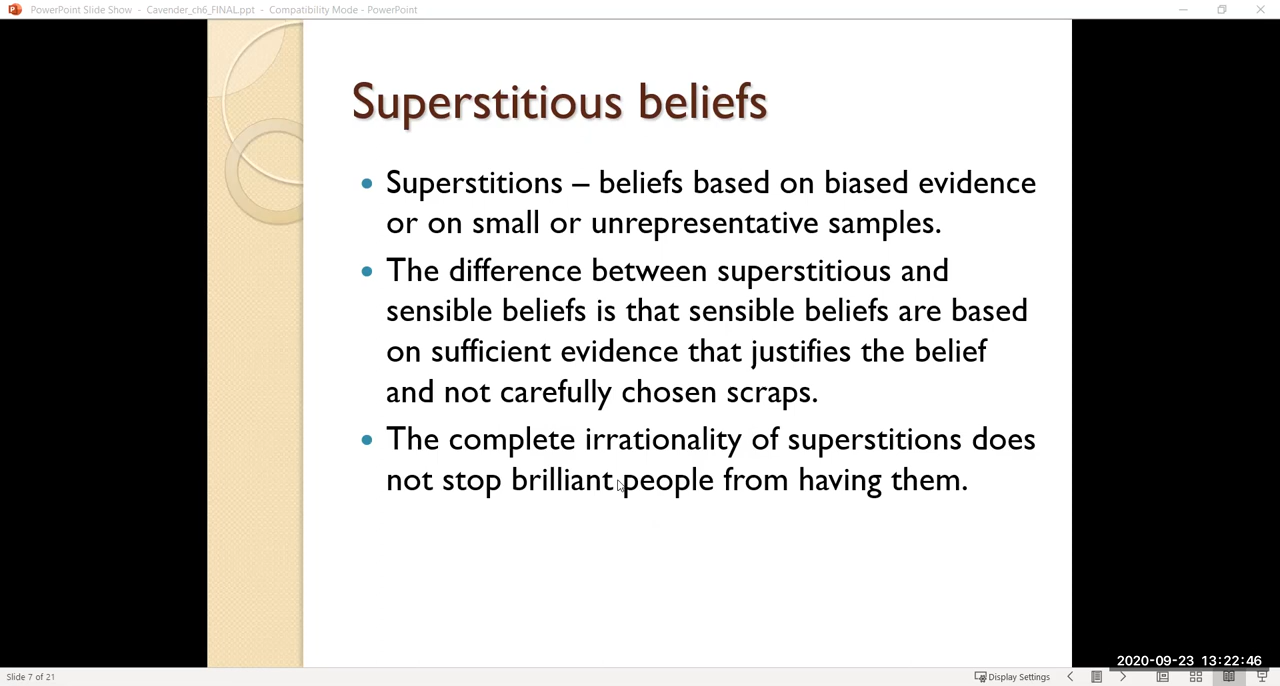 PowerPoint Slide Show - Cavender_ch6_FINAL.ppt - Compatibility Mode - PowerPoint
Superstitious beliefs
• Superstitions – beliefs based on biased evidence
or on small or unrepresentative samples.
• The difference between superstitious and
sensible beliefs is that sensible beliefs are based
on sufficient evidence that justifies the belief
and not carefully chosen scraps.
• The complete irrationality of superstitions does
not stop brilliant people from having them.
2020-09-23 13:22:46
Slide 7 of 21 Display Settings